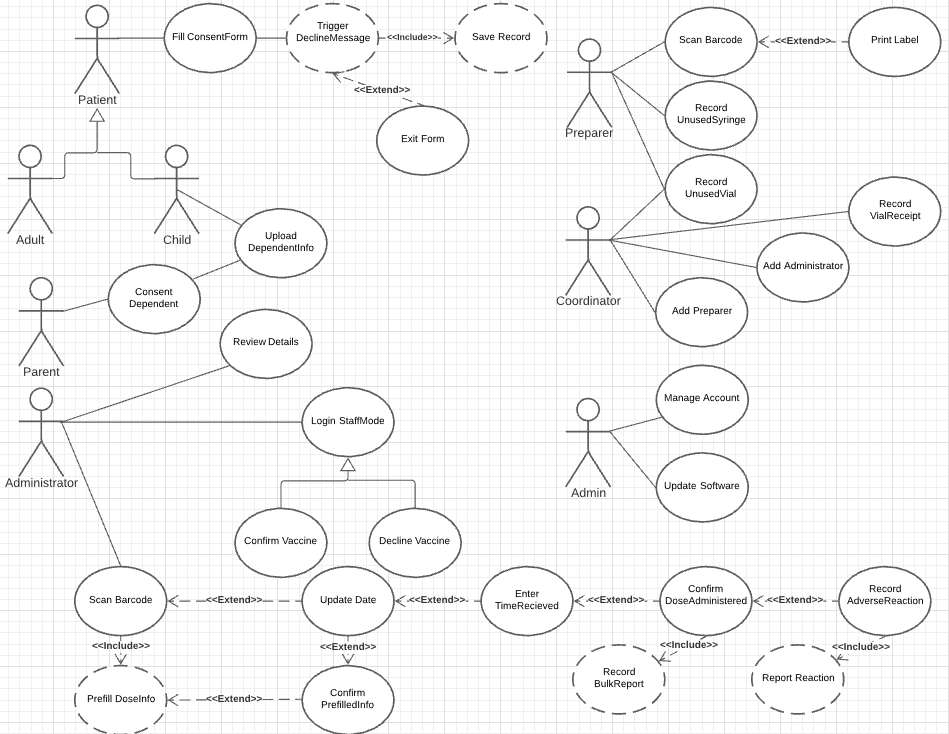 Fill ConsentForm
Trigger
DeclineMessage
<<Include>>
Save Record
<<Extend>>
Exit Form
Patient
Adult
Child
Upload
DependentInfo
Consent
Dependent
Parent
Review Details
Administrator
Login StaffMode
Confirm Vaccine
Decline Vaccine
Scan Barcode
<<Extend>>
Print Label
Preparer
Record
UnusedSyringe
Record
UnusedVial
Record
VialReceipt
Coordinator
Add Administrator
Add Preparer
Manage Account
Admin
Update Software
Scan Barcode
<<Extend>>
Update Date
<<Extend>>
Enter
TimeRecieved
<<Extend>>
Confirm
DoseAdministered
<<Extend>>
Record
AdverseReaction
<<Include>>
<<Extend>>
<<Include>>
<<Include>>
Prefill DoseInfo
<<Extend>>
Confirm
PrefilledInfo
Record
BulkReport
Report Reaction